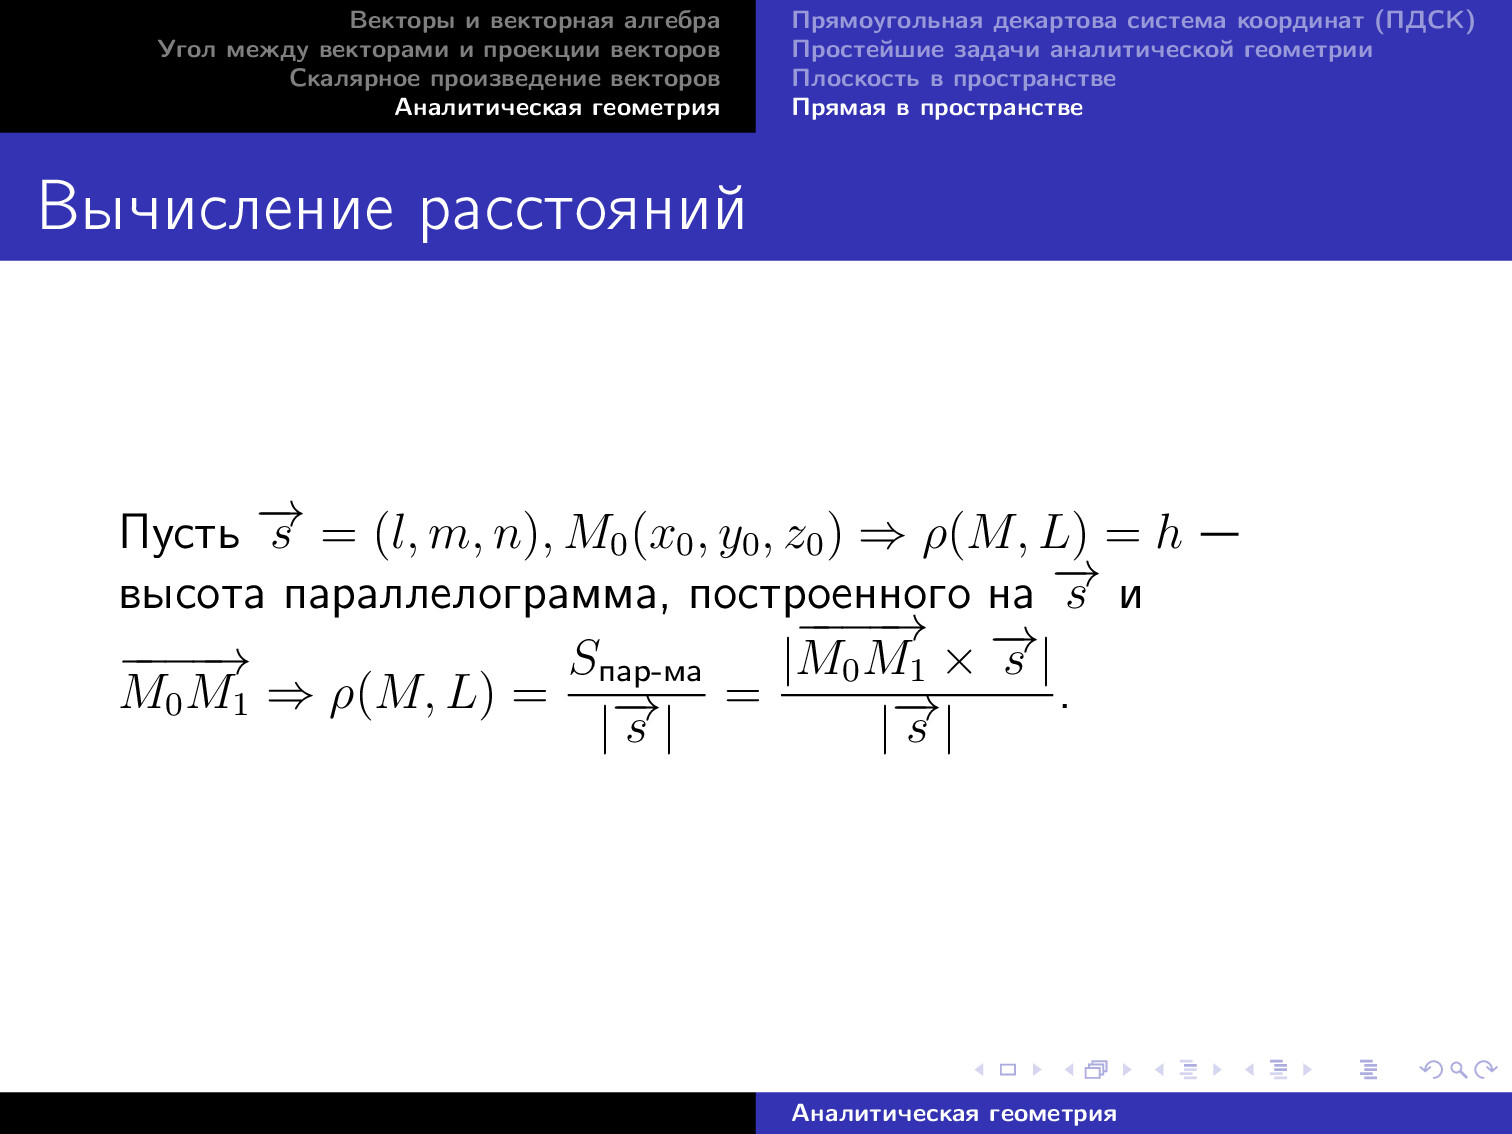 Векторы и векторная алгебра
Угол между векторами и проекции векторов
Скалярное произведение векторов
Аналитическая геометрия
Прямоугольная декартова система координат (ПДСК)
Простейшие задачи аналитической геометрии
Плоскость в пространстве
Прямая в пространстве
Вычисление расстояний
Пусть $\overrightarrow{s} = (l, m, n), M_0(x_0, y_0, z_0) \Rightarrow \rho(M, L) = h$ —
высота параллелограмма, построенного на $\overrightarrow{s}$ и
$\overrightarrow{M_0M_1} \Rightarrow \rho(M, L) = \dfrac{S_{\text{пар-ма}}}{|\overrightarrow{s}|} = \dfrac{|\overrightarrow{M_0M_1} \times \overrightarrow{s}|}{|\overrightarrow{s}|}.$
Аналитическая геометрия